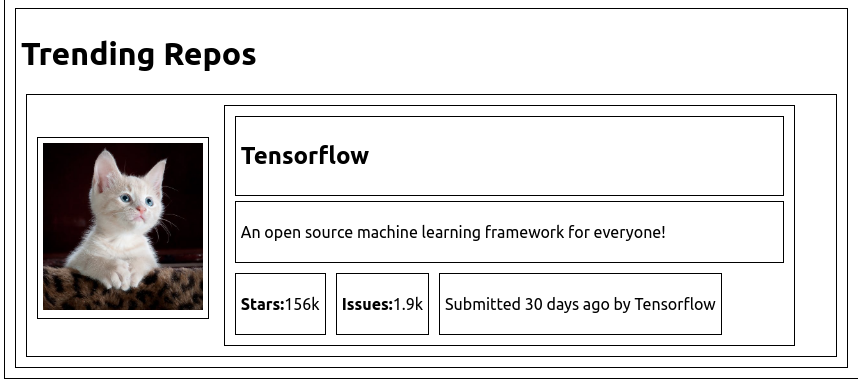 Trending Repos
Tensorflow
An open source machine learning framework for everyone!
Stars:156k
Issues:1.9k
Submitted 30 days ago by Tensorflow